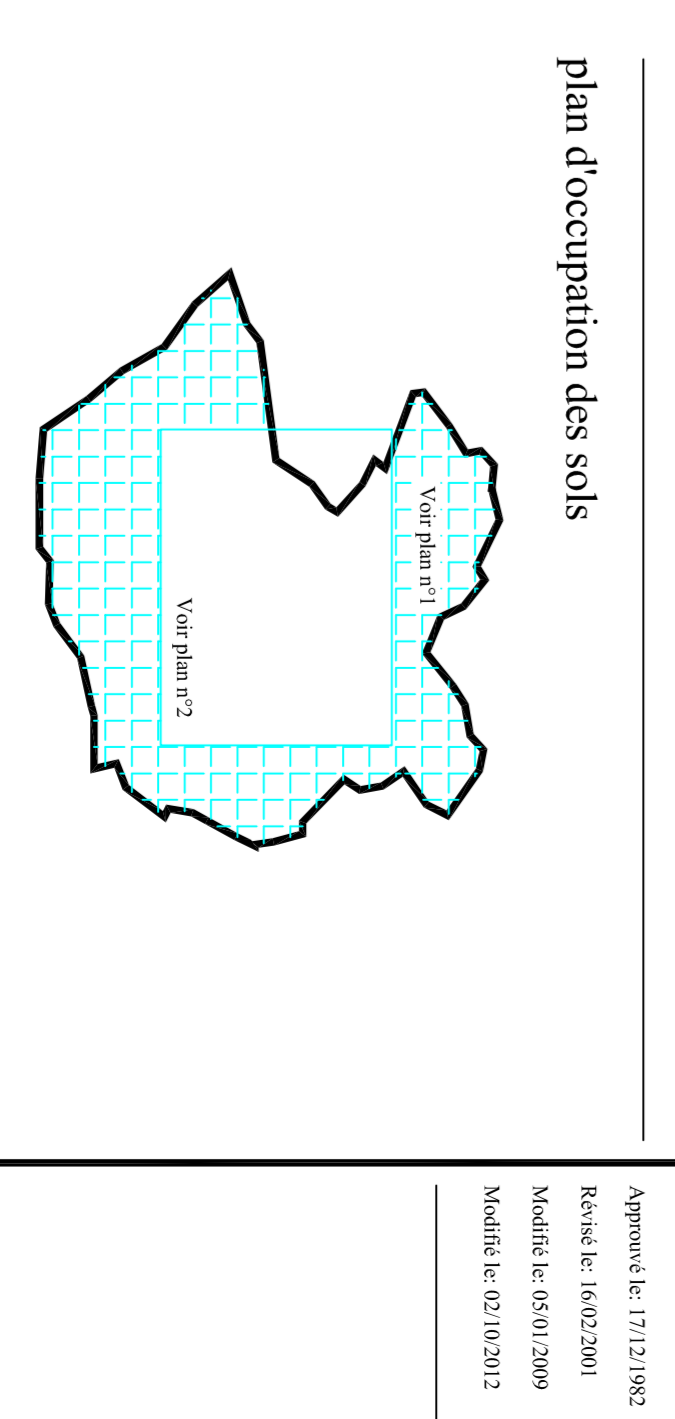 plan d'occupation des sols
Voir plan n°1
Voir plan n°2
Approuvé le: 17/12/1982
Révisé le: 16/02/2001
Modifié le: 05/01/2009
Modifié le: 02/10/2012